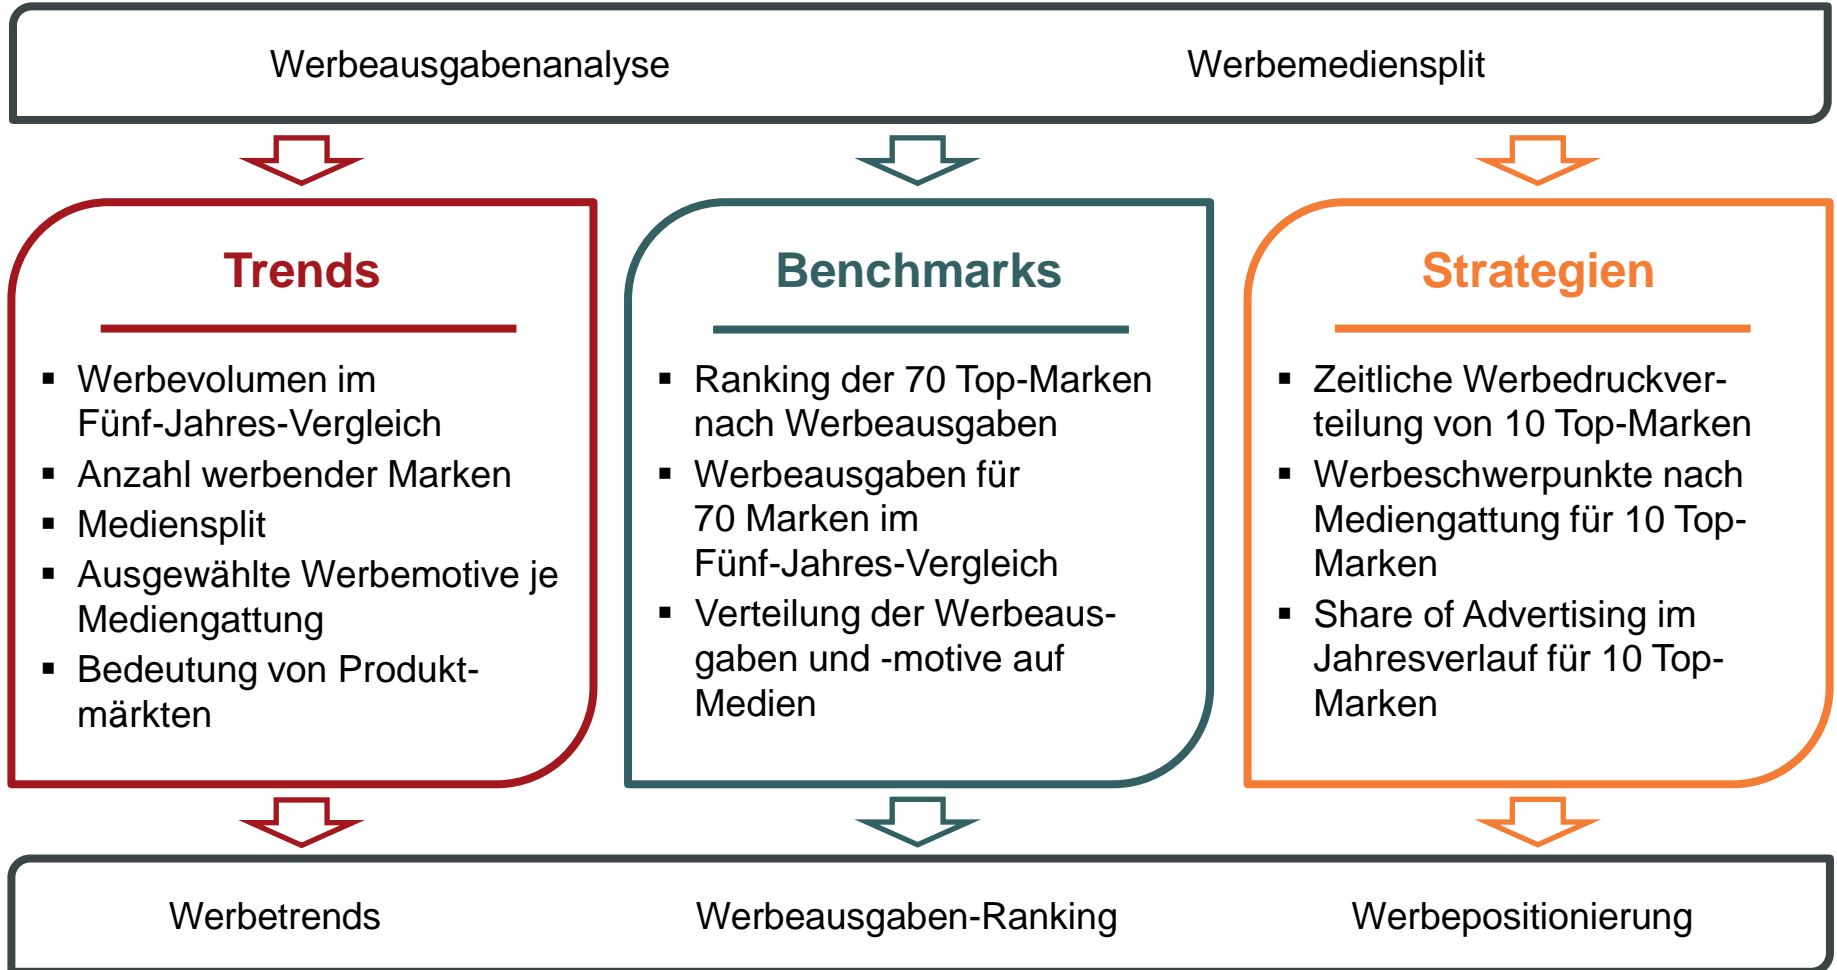 Werbeausgabenanalyse
Werbemediensplit
Trends
▪ Werbevolumen im
Fünf-Jahres-Vergleich
▪ Anzahl werbender Marken
▪ Mediensplit
▪ Ausgewählte Werbemotive je
Mediengattung
▪ Bedeutung von Produkt-
märkten
Benchmarks
▪ Ranking der 70 Top-Marken
nach Werbeausgaben
▪ Werbeausgaben für
70 Marken im
Fünf-Jahres-Vergleich
▪ Verteilung der Werbeaus-
gaben und -motive auf
Medien
Strategien
▪ Zeitliche Werbedruckver-
teilung von 10 Top-Marken
▪ Werbeschwerpunkte nach
Mediengattung für 10 Top-
Marken
▪ Share of Advertising im
Jahresverlauf für 10 Top-
Marken
Werbetrends
Werbeausgaben-Ranking
Werbepositionierung